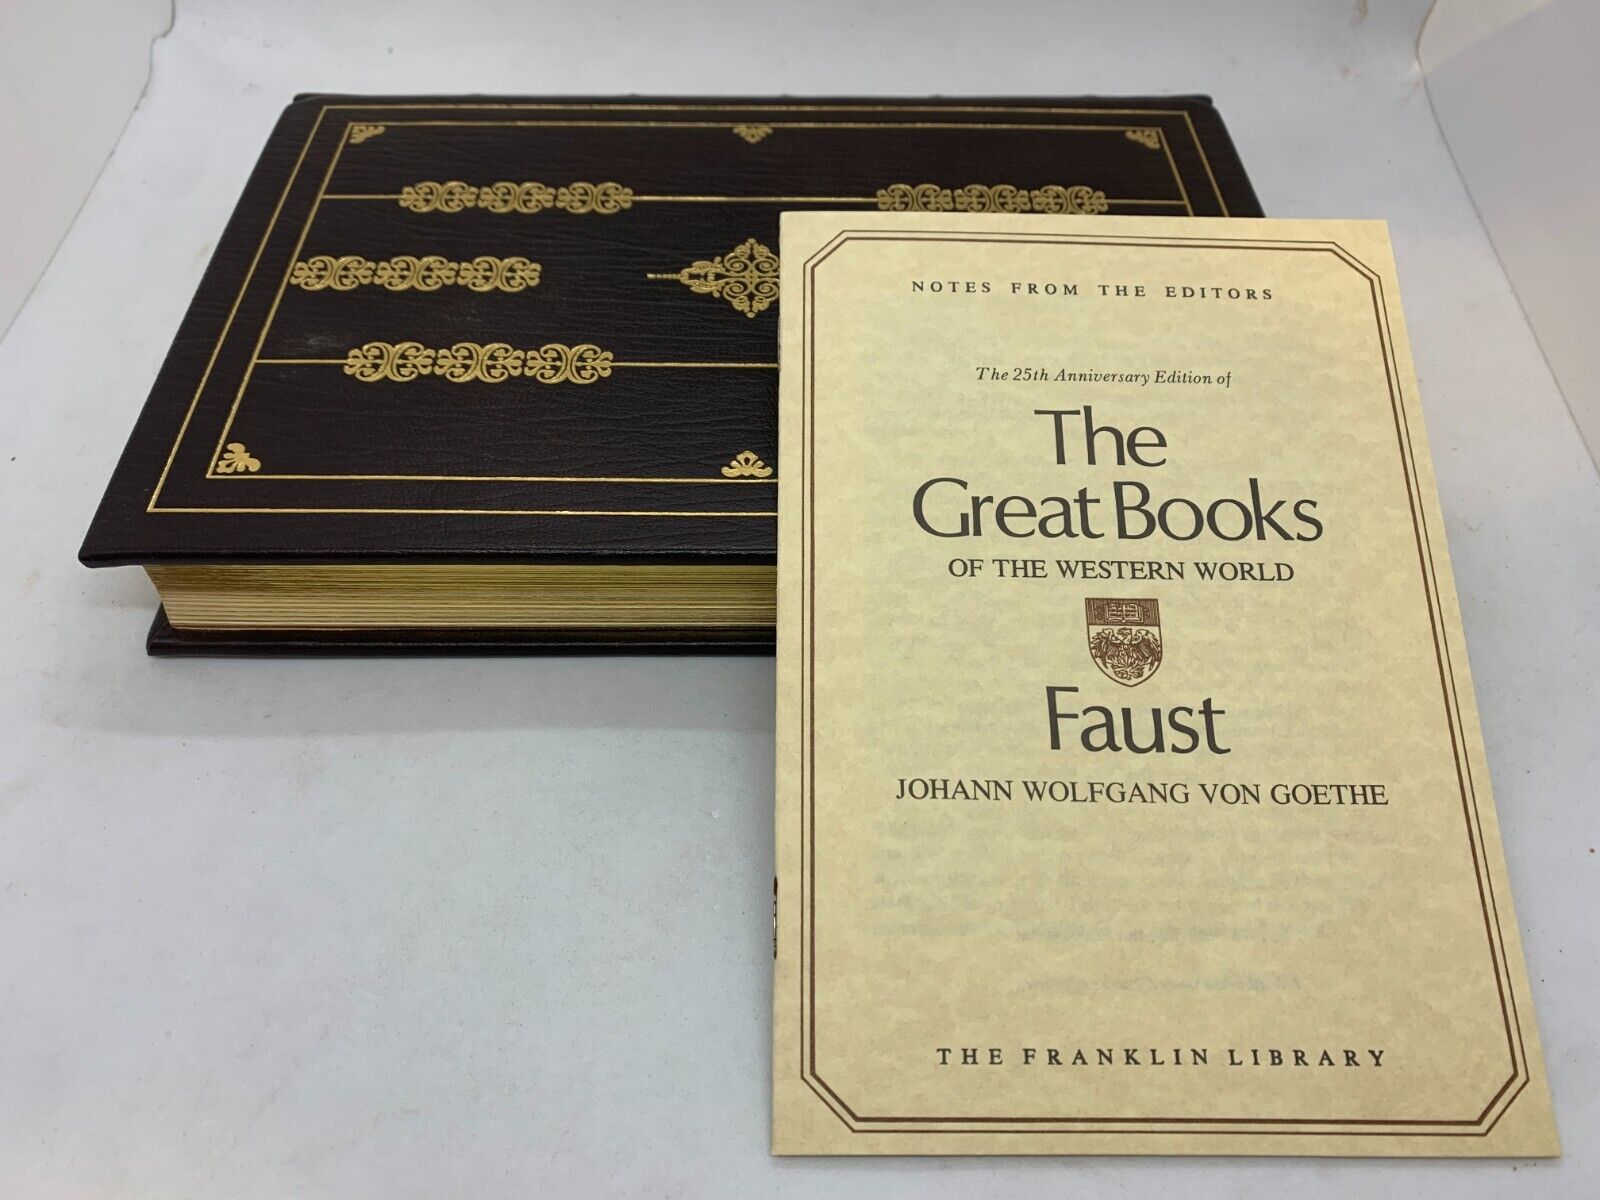 NOTES FROM THE EDITORS
The 25th Anniversary Edition of
The
Great Books
OF THE WESTERN WORLD
Faust
JOHANN WOLFGANG VON GOETHE
THE FRANKLIN LIBRARY